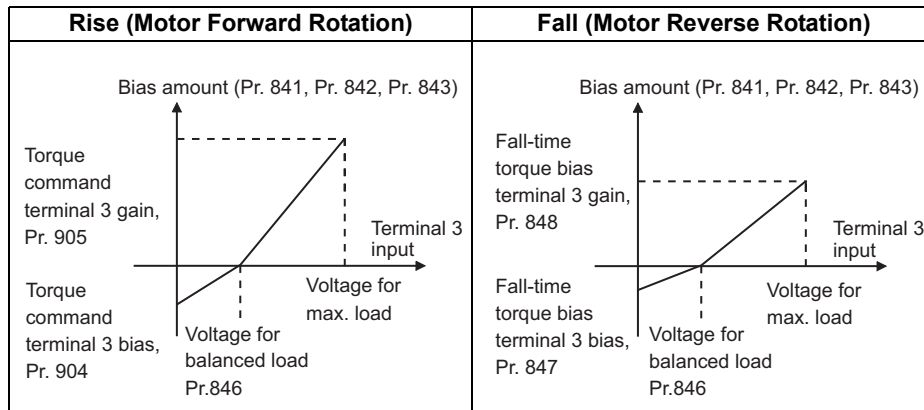 Rise (Motor Forward Rotation)
Bias amount (Pr. 841, Pr. 842, Pr. 843)
Torque
command
terminal 3 gain,
Pr. 905
Terminal 3
input
Torque
command
terminal 3 bias,
Pr. 904
Voltage for
balanced load
Pr.846
Voltage for
max. load
Fall (Motor Reverse Rotation)
Bias amount (Pr. 841, Pr. 842, Pr. 843)
Fall-time
torque bias
terminal 3 gain,
Pr. 848
Terminal 3
input
Fall-time
torque bias
terminal 3 bias,
Pr. 847
Voltage for
balanced load
Pr.846
Voltage for
max. load